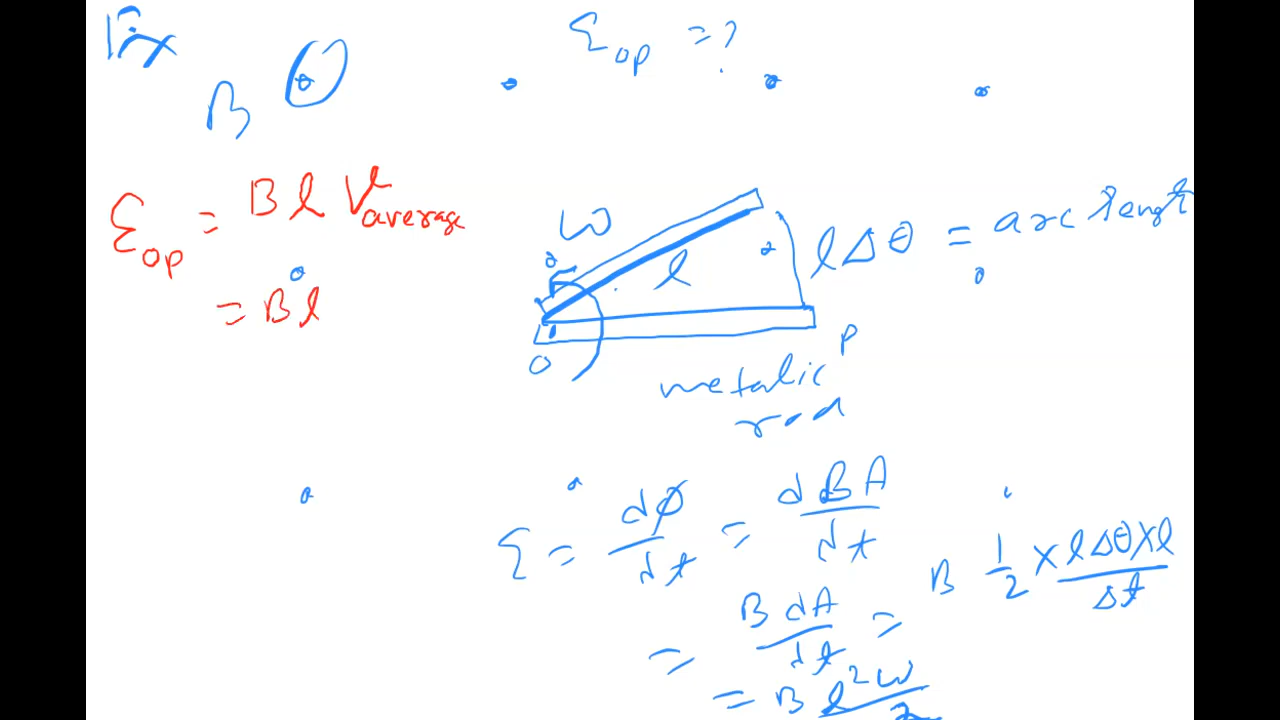 Fix
ε_op = ?
B
ε_op = B l V_average
= B l
ω
l
l Δθ = arc length
O
P
metalic
rod
ε = dφ/dt = dBA/dt
= B dA/dt = B 1/2 × lΔθ×l/Δt
= B l²ω/2